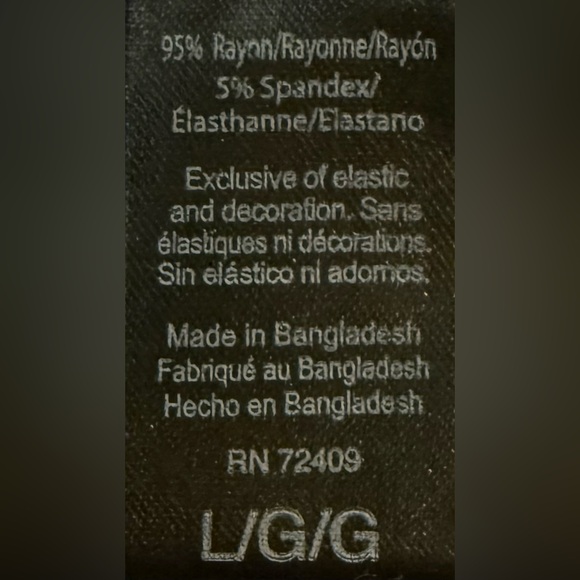 95% Rayon/Rayonne/Rayón
5% Spandex/
Élasthanne/Elastano
Exclusive of elastic
and decoration. Sans
élastiques ni décorations.
Sin elástico ni adornos.
Made in Bangladesh
Fabriqué au Bangladesh
Hecho en Bangladesh
RN 72409
L/G/G